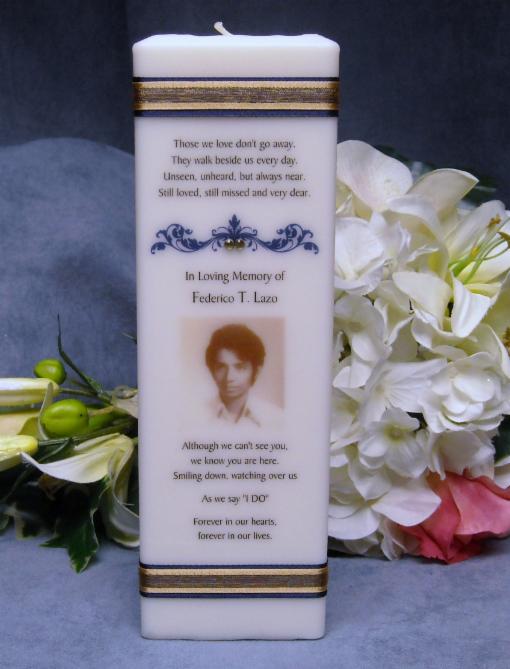 Those we love don't go away.
They walk beside us every day.
Unseen, unheard, but always near.
Still loved, still missed and very dear.
In Loving Memory of
Federico T. Lazo
Although we can't see you,
we know you are here.
Smiling down, watching over us
As we say "I DO"
Forever in our hearts,
forever in our lives.